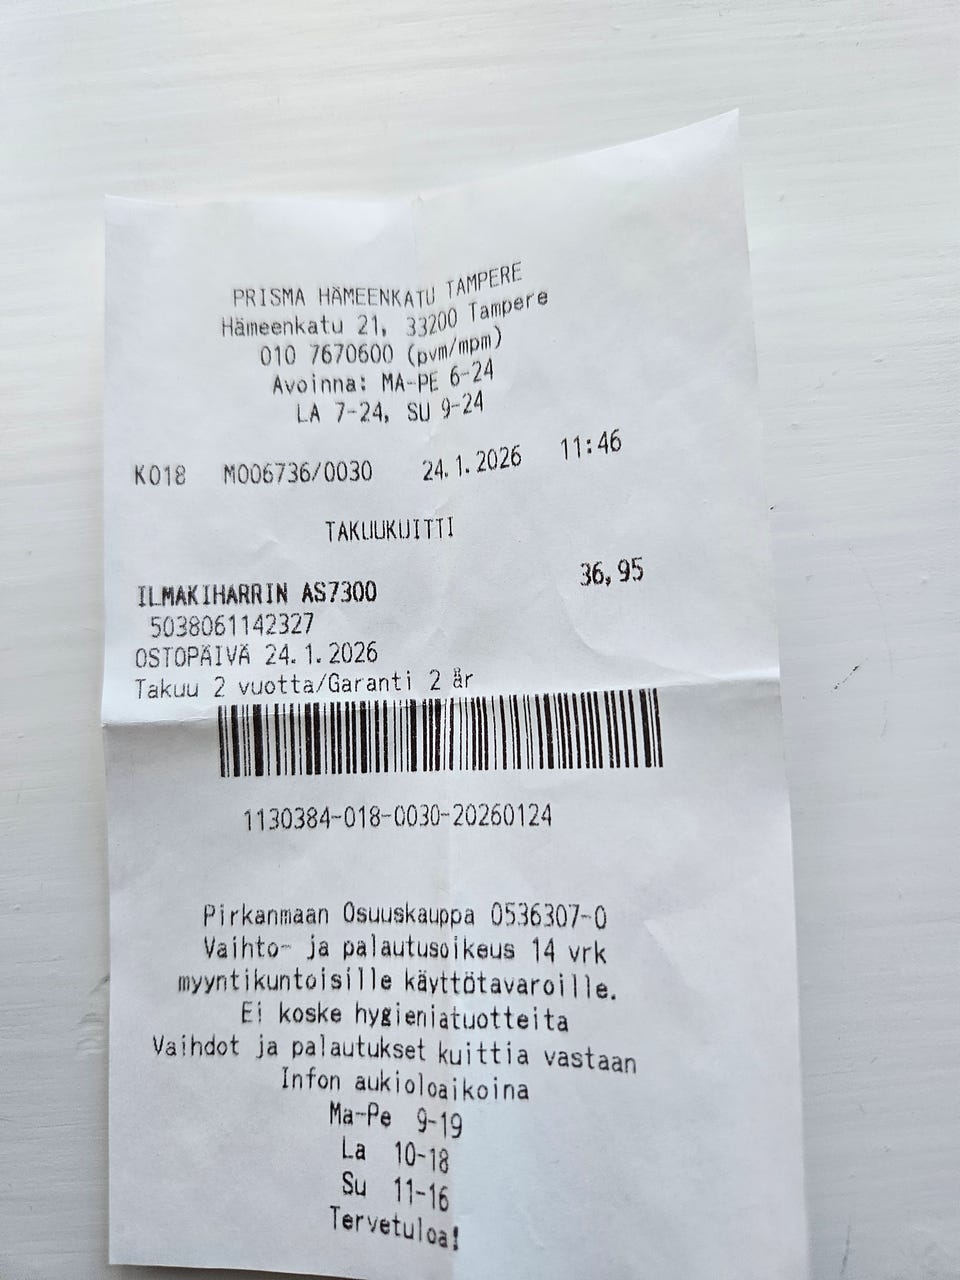 PRISMA HÄMEENKATU TAMPERE
Hämeenkatu 21, 33200 Tampere
010 7670600 (pvm/mpm)
Avoinna: MA-PE 6-24
LA 7-24, SU 9-24
K018 M006736/0030 24.1.2026 11:46
TAKUUKUITTI
ILMAKIHARRIN AS7300 36,95
5038061142327
OSTOPÄIVÄ 24.1.2026
Takuu 2 vuotta/Garanti 2 år
1130384-018-0030-20260124
Pirkanmaan Osuuskauppa 0536307-0
Vaihto- ja palautusoikeus 14 vrk
myyntikuntoisille käyttötavaroille.
Ei koske hygieniatuotteita
Vaihdot ja palautukset kuittia vastaan
Infon aukioloaikoina
Ma-Pe 9-19
La 10-18
Su 11-16
Tervetuloa!